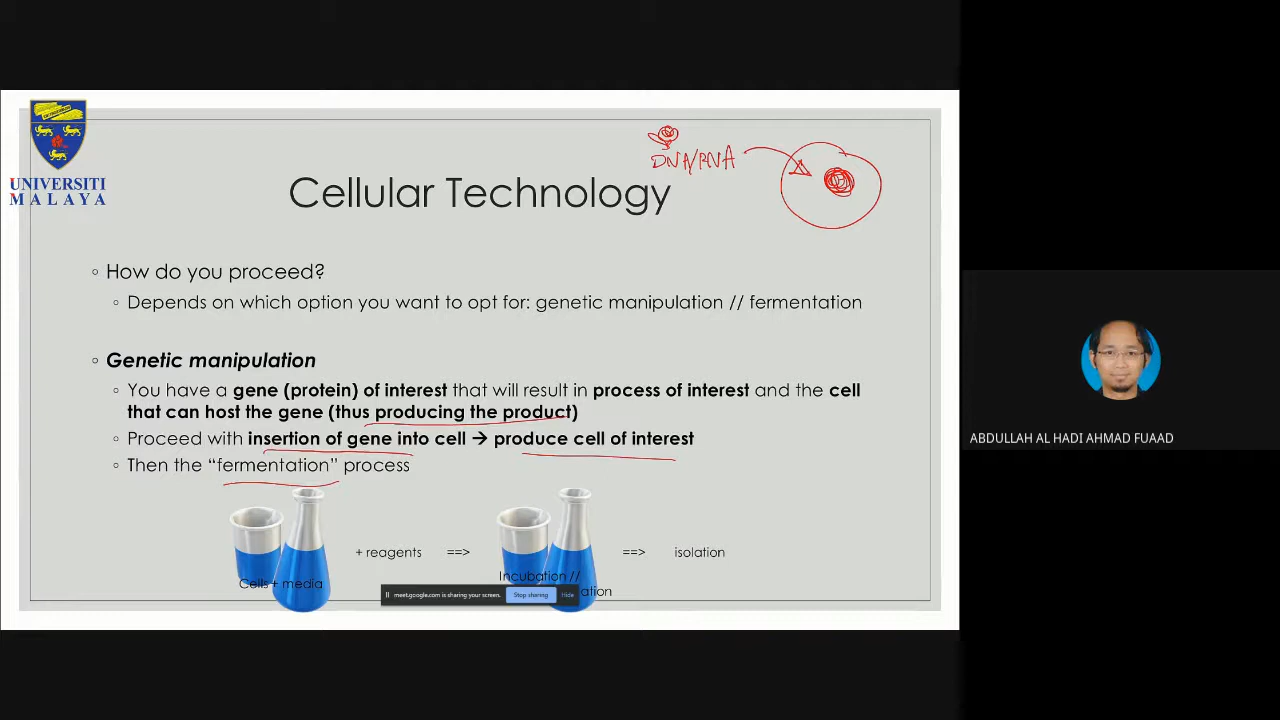 DNA/RNA
UNIVERSITI
MALAYA
Cellular Technology
◦ How do you proceed?
◦ Depends on which option you want to opt for: genetic manipulation // fermentation
◦ Genetic manipulation
◦ You have a gene (protein) of interest that will result in process of interest and the cell
that can host the gene (thus producing the product)
◦ Proceed with insertion of gene into cell → produce cell of interest
◦ Then the “fermentation” process
+ reagents ==> ==> isolation
Cells + media
Incubation //
ation
meet.google.com is sharing your screen. Stop sharing Hide
ABDULLAH AL HADI AHMAD FUAAD